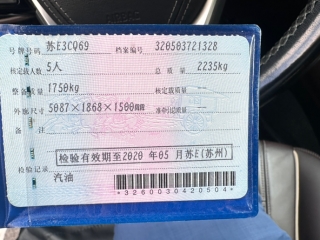 号牌号码 苏E3CQ69 档案编号 320503721328
核定载人数 5人 总质量 2235kg
整备质量 1750kg 核定载质量 --
外廓尺寸 5087×1868×1500mm 准牵引总质量 --
备注
检验有效期至2020 年05 月苏E(苏州)
检验记录
汽油
*3260030420504*